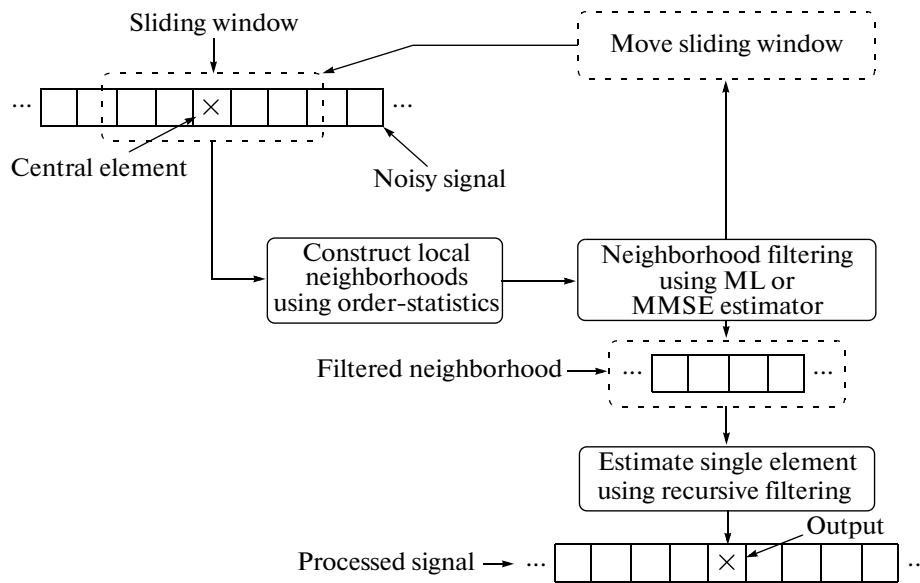 Sliding window
Move sliding window
... × ...
Central element
Noisy signal
Construct local
neighborhoods
using order-statistics
Neighborhood filtering
using ML or
MMSE estimator
Filtered neighborhood
... ...
Estimate single element
using recursive filtering
Output
Processed signal
... × ...